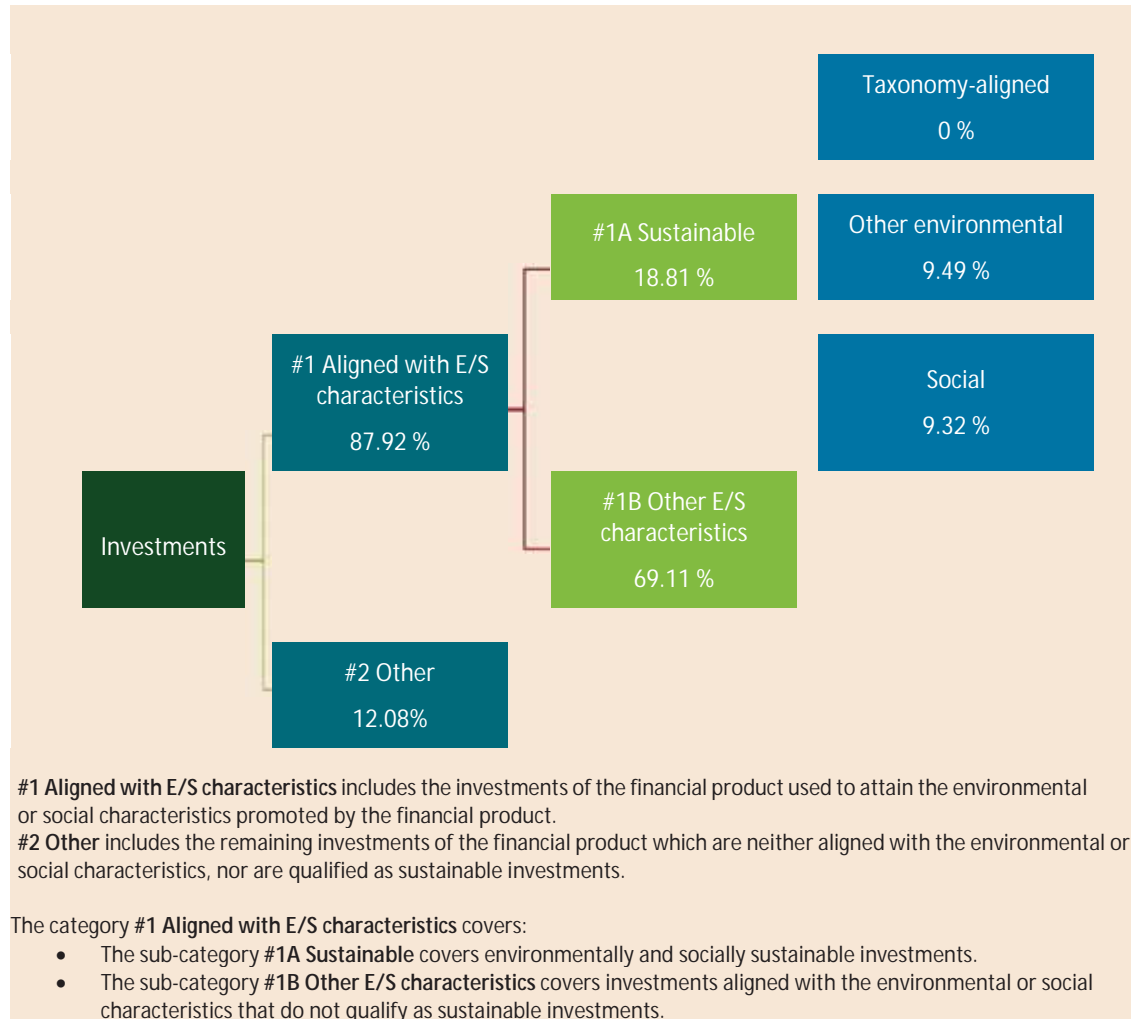 Taxonomy-aligned
0 %
#1A Sustainable
18.81 %
Other environmental
9.49 %
#1 Aligned with E/S
characteristics
87.92 %
Social
9.32 %
Investments
#1B Other E/S
characteristics
69.11 %
#2 Other
12.08%
#1 Aligned with E/S characteristics includes the investments of the financial product used to attain the environmental
or social characteristics promoted by the financial product.
#2 Other includes the remaining investments of the financial product which are neither aligned with the environmental or
social characteristics, nor are qualified as sustainable investments.
The category #1 Aligned with E/S characteristics covers:
• The sub-category #1A Sustainable covers environmentally and socially sustainable investments.
• The sub-category #1B Other E/S characteristics covers investments aligned with the environmental or social
characteristics that do not qualify as sustainable investments.